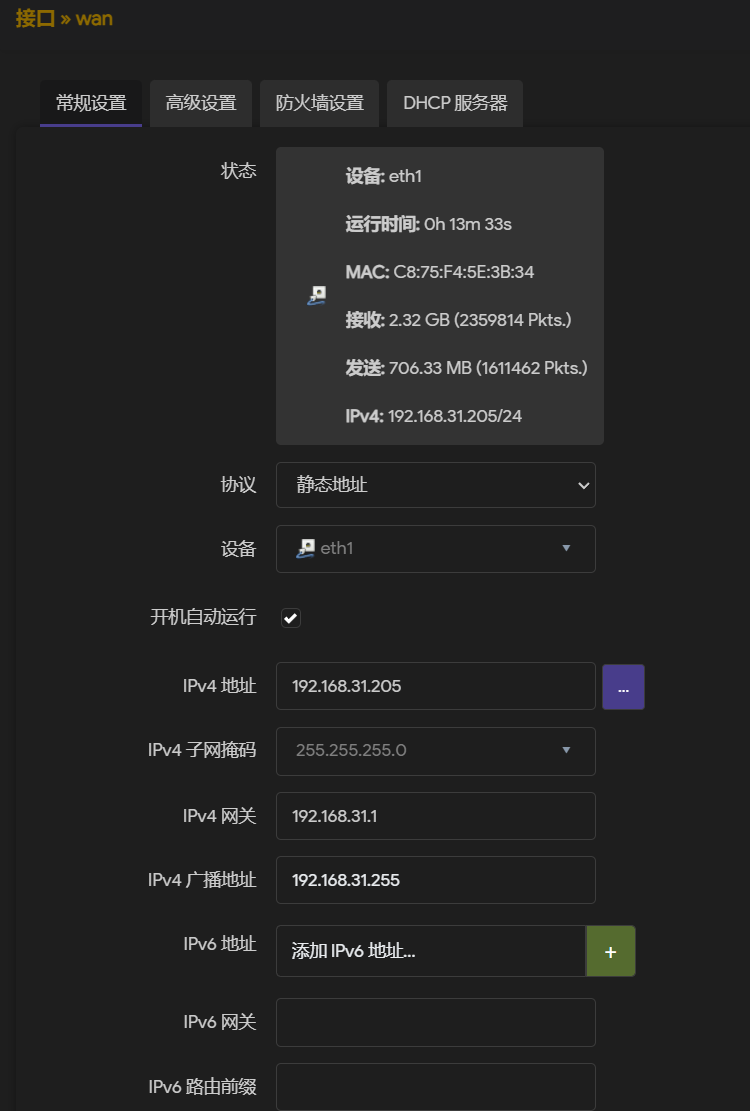 接口 » wan
常规设置 高级设置 防火墙设置 DHCP 服务器
状态
设备: eth1
运行时间: 0h 13m 33s
MAC: C8:75:F4:5E:3B:34
接收: 2.32 GB (2359814 Pkts.)
发送: 706.33 MB (1611462 Pkts.)
IPv4: 192.168.31.205/24
协议 静态地址
设备 eth1
开机自动运行
IPv4 地址 192.168.31.205 ...
IPv4 子网掩码 255.255.255.0
IPv4 网关 192.168.31.1
IPv4 广播地址 192.168.31.255
IPv6 地址 添加 IPv6 地址... +
IPv6 网关
IPv6 路由前缀